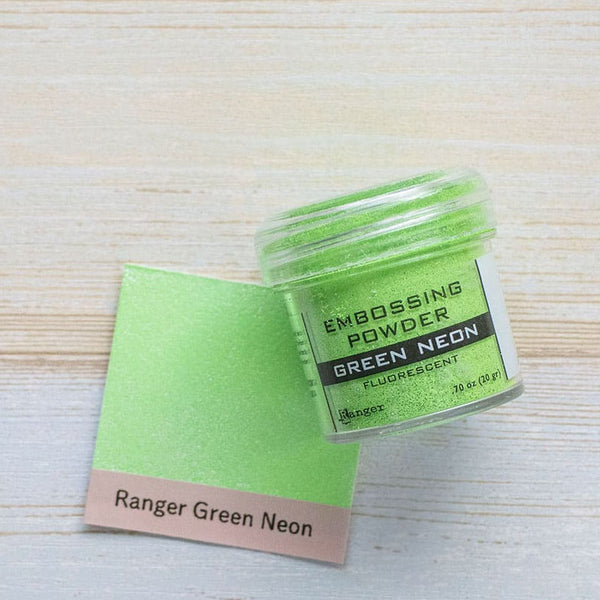 EMBOSSING
POWDER
GREEN NEON
FLUORESCENT
.70 oz (20 gr)
Ranger
Ranger Green Neon